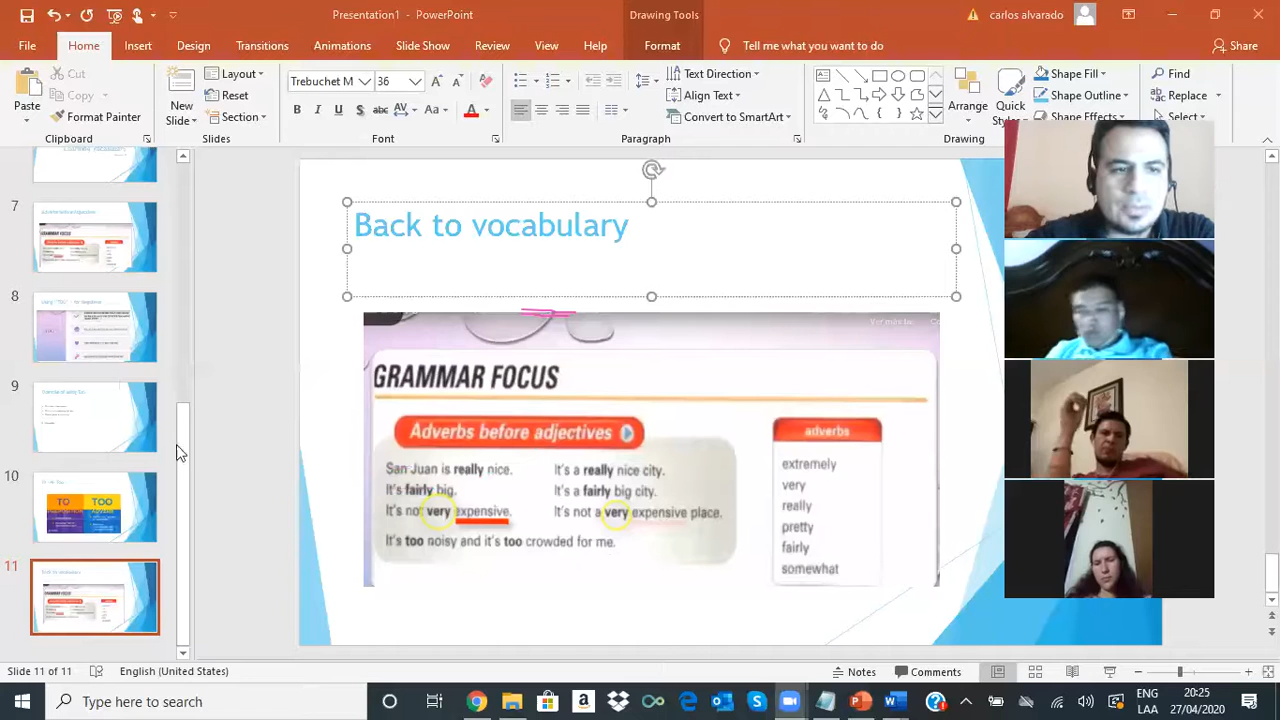 Presentation1 - PowerPoint
Drawing Tools
carlos alvarado
File Home Insert Design Transitions Animations Slide Show Review View Help Format Tell me what you want to do Share
Paste
Cut
Copy
Format Painter
Clipboard
New Slide
Layout
Reset
Section
Slides
Trebuchet M 36
Font
Text Direction
Align Text
Convert to SmartArt
Paragraph
Arrange
Quick
Shape Fill
Shape Outline
Shape Effects
Drawing
Find
Replace
Select
7
8
9
10
TO TOO
11
Back to vocabulary
GRAMMAR FOCUS
Adverbs before adjectives
San Juan is really nice. It's a really nice city.
It's fairly big. It's a fairly big city.
It's not very expensive. It's not a very expensive place.
It's too noisy and it's too crowded for me.
adverbs
extremely
very
really
pretty
fairly
somewhat
Slide 11 of 11 English (United States) Notes Comments
Type here to search
ENG
LAA
20:25
27/04/2020